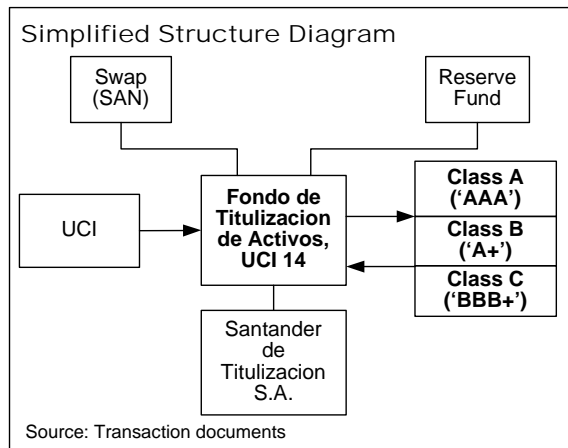 Simplified Structure Diagram
Swap
(SAN)
Reserve
Fund
UCI
Fondo de
Titulizacion
de Activos,
UCI 14
Class A
(‘AAA’)
Class B
(‘A+’)
Class C
(‘BBB+’)
Santander
de
Titulizacion
S.A.
Source: Transaction documents